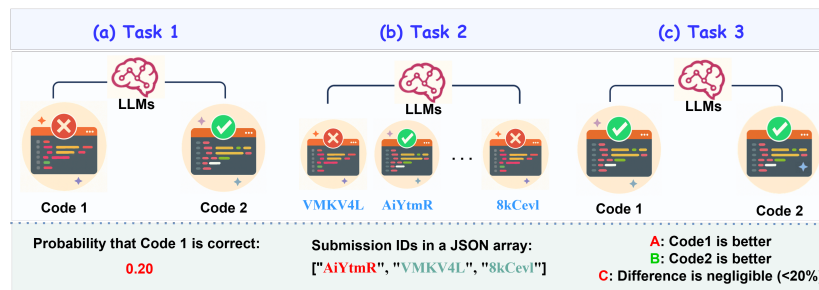 (a) Task 1
(b) Task 2
(c) Task 3
LLMs
LLMs
LLMs
Code 1
Code 2
VMKV4L
AiYtmR
...
8kCevl
Code 1
Code 2
Probability that Code 1 is correct:
0.20
Submission IDs in a JSON array:
["AiYtmR", "VMKV4L", "8kCevl"]
A: Code1 is better
B: Code2 is better
C: Difference is negligible (<20%